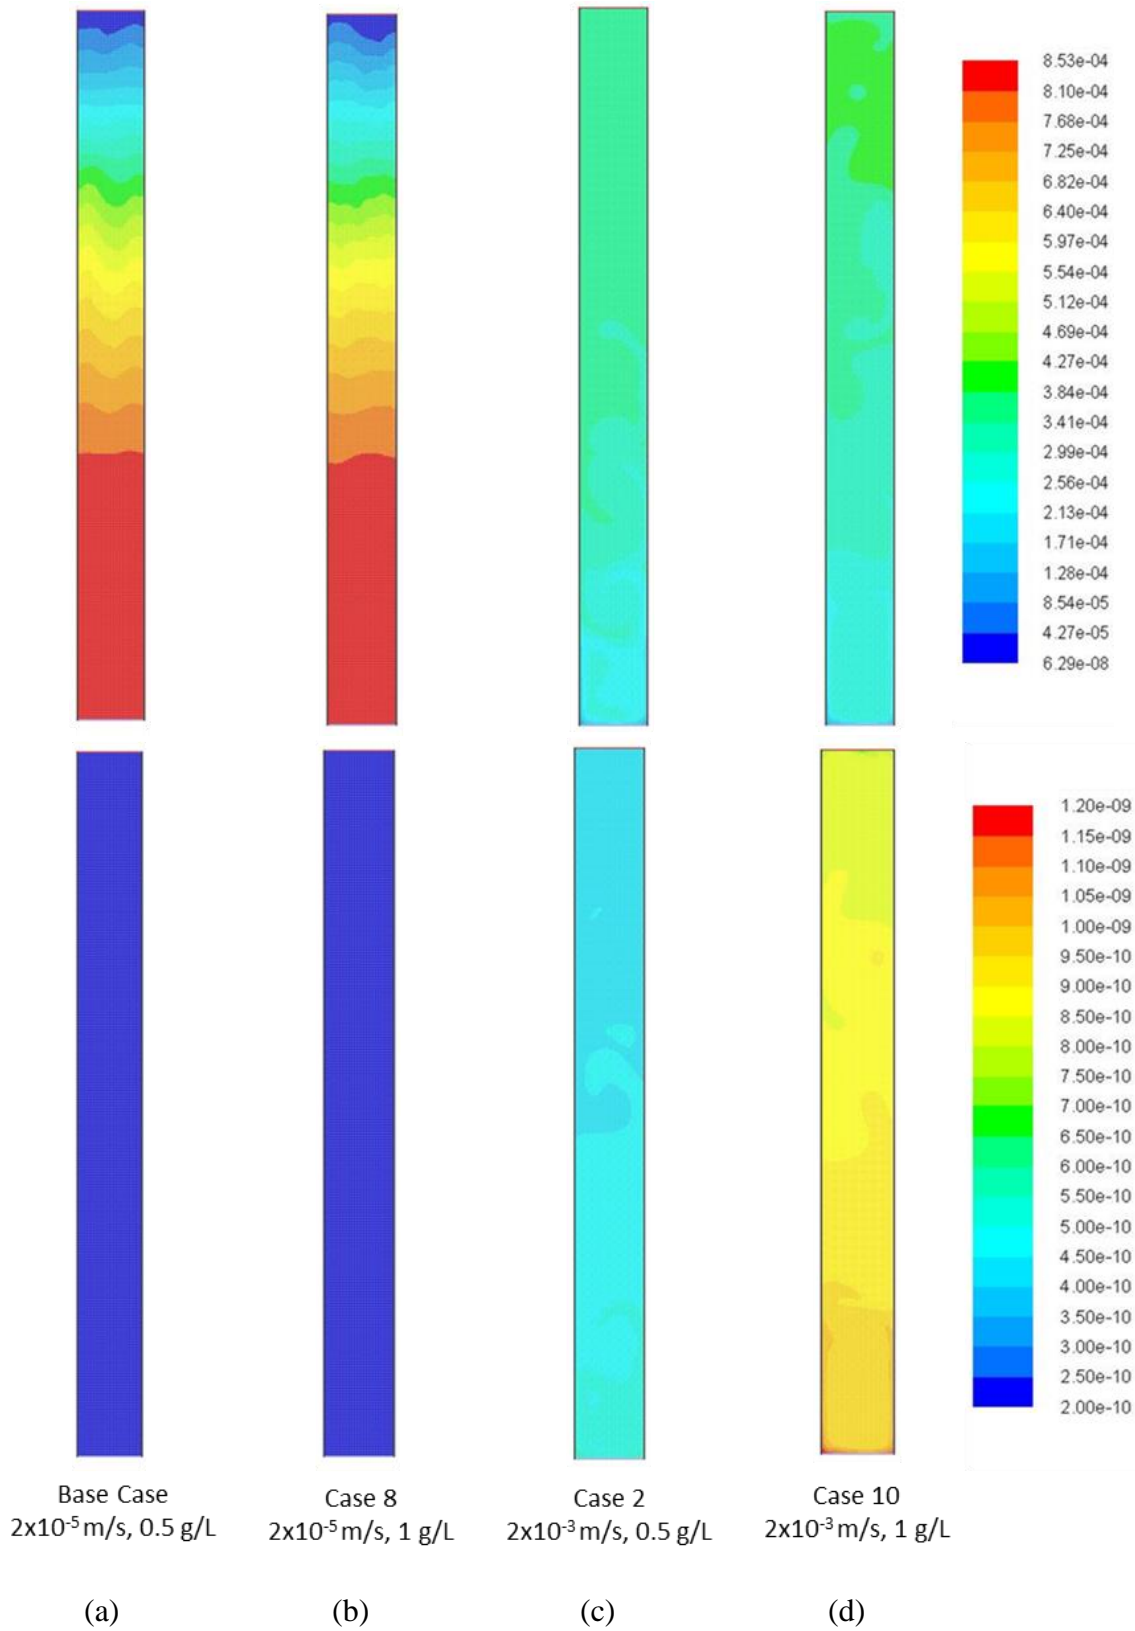 8.53e-04
8.10e-04
7.68e-04
7.25e-04
6.82e-04
6.40e-04
5.97e-04
5.54e-04
5.12e-04
4.69e-04
4.27e-04
3.84e-04
3.41e-04
2.99e-04
2.56e-04
2.13e-04
1.71e-04
1.28e-04
8.54e-05
4.27e-05
6.29e-08
1.20e-09
1.15e-09
1.10e-09
1.05e-09
1.00e-09
9.50e-10
9.00e-10
8.50e-10
8.00e-10
7.50e-10
7.00e-10
6.50e-10
6.00e-10
5.50e-10
5.00e-10
4.50e-10
4.00e-10
3.50e-10
3.00e-10
2.50e-10
2.00e-10
Base Case
2x10⁻⁵ m/s, 0.5 g/L
Case 8
2x10⁻⁵ m/s, 1 g/L
Case 2
2x10⁻³ m/s, 0.5 g/L
Case 10
2x10⁻³ m/s, 1 g/L
(a) (b) (c) (d)